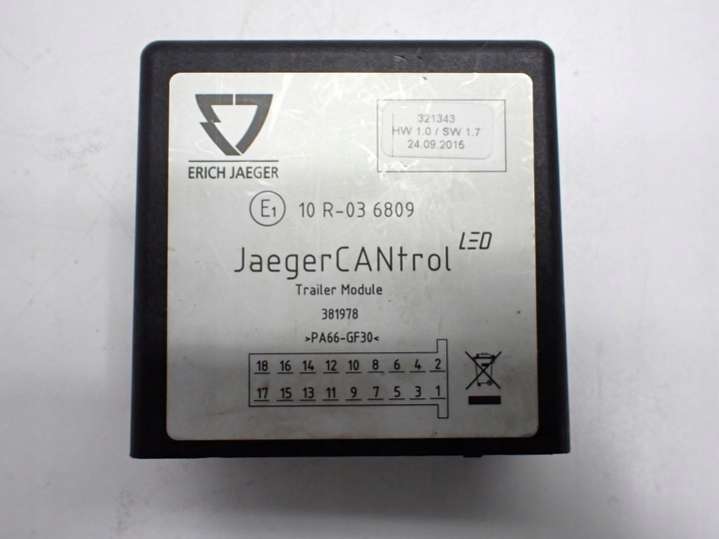 ERICH JAEGER
321343
HW 1.0 / SW 1.7
24.09.2015
E1 10 R-03 6809
JaegerCANtrol LED
Trailer Module
381978
>PA66-GF30<
18 16 14 12 10 8 6 4 2
17 15 13 11 9 7 5 3 1